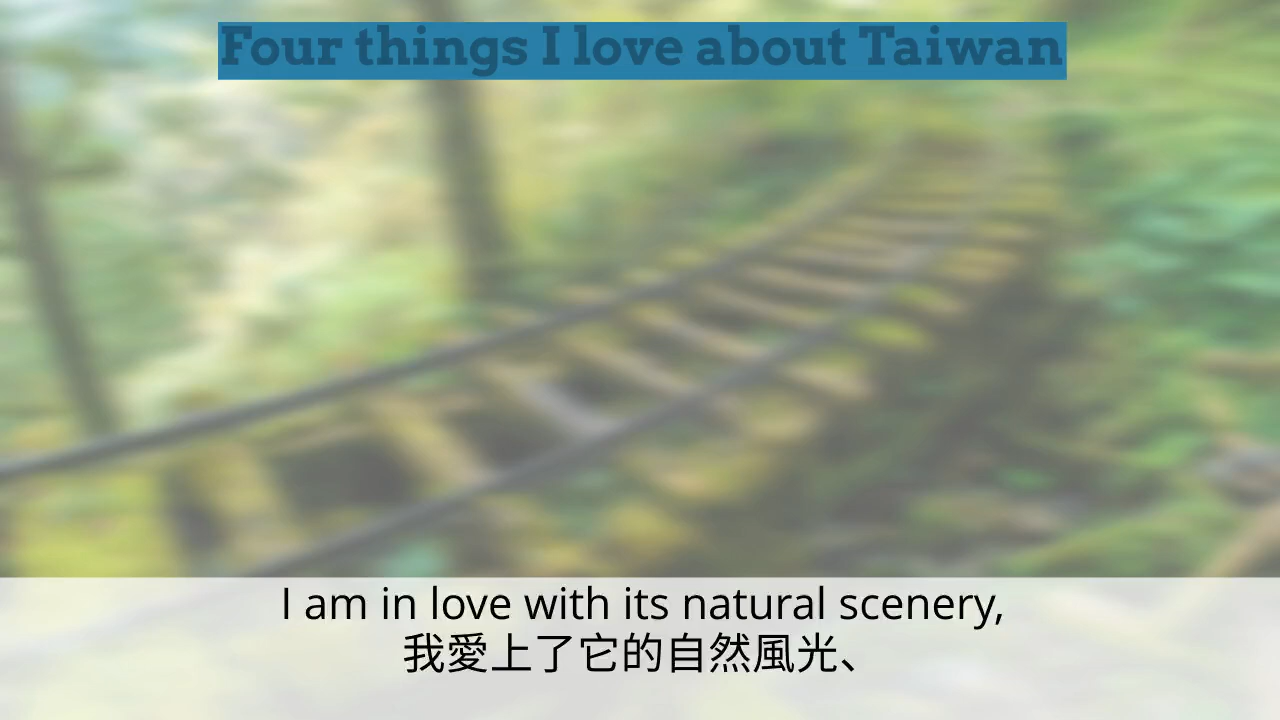 Four things I love about Taiwan
I am in love with its natural scenery,
我愛上了它的自然風光、